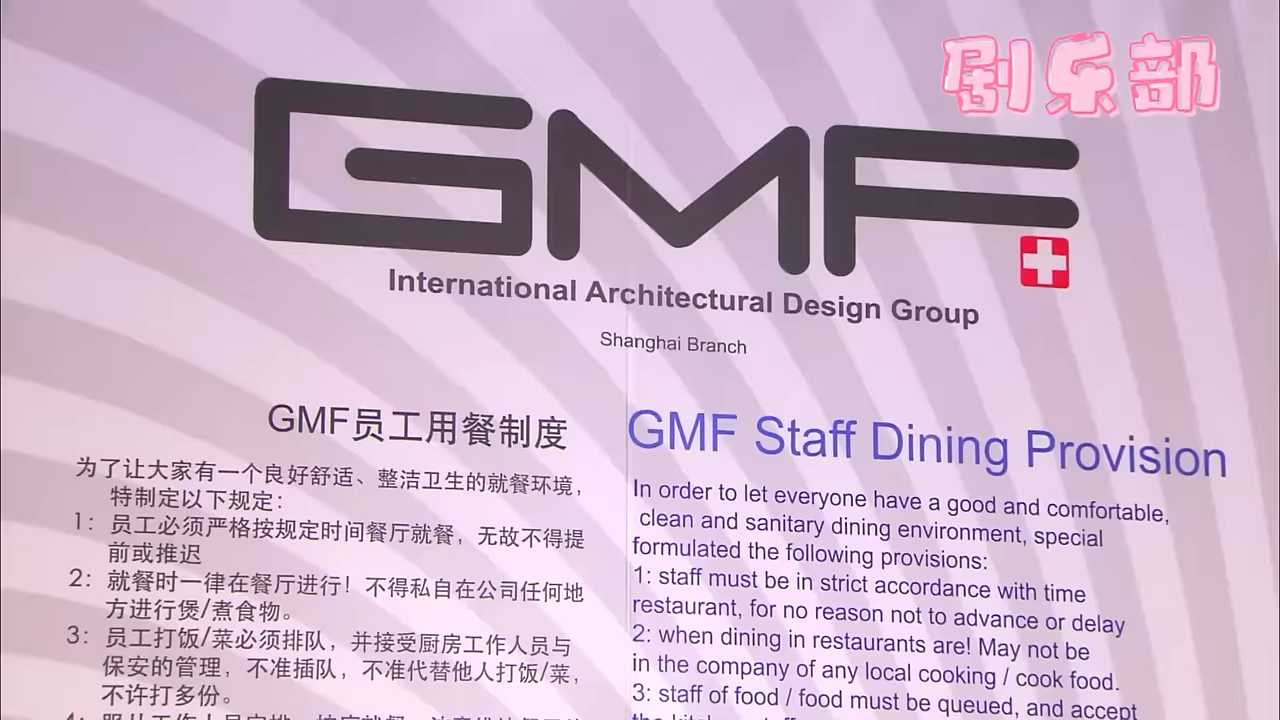 剧乐部
GMF
International Architectural Design Group
Shanghai Branch
GMF员工用餐制度
为了让大家有一个良好舒适、整洁卫生的就餐环境，
特制定以下规定：
1：员工必须严格按规定时间餐厅就餐，无故不得提
前或推迟
2：就餐时一律在餐厅进行！不得私自在公司任何地
方进行煲/煮食物。
3：员工打饭/菜必须排队，并接受厨房工作人员与
保安的管理，不准插队，不准代替他人打饭/菜，
不许打多份。
GMF Staff Dining Provision
In order to let everyone have a good and comfortable,
clean and sanitary dining environment, special
formulated the following provisions:
1: staff must be in strict accordance with time
restaurant, for no reason not to advance or delay
2: when dining in restaurants are! May not be
in the company of any local cooking / cook food.
3: staff of food / food must be queued, and accept